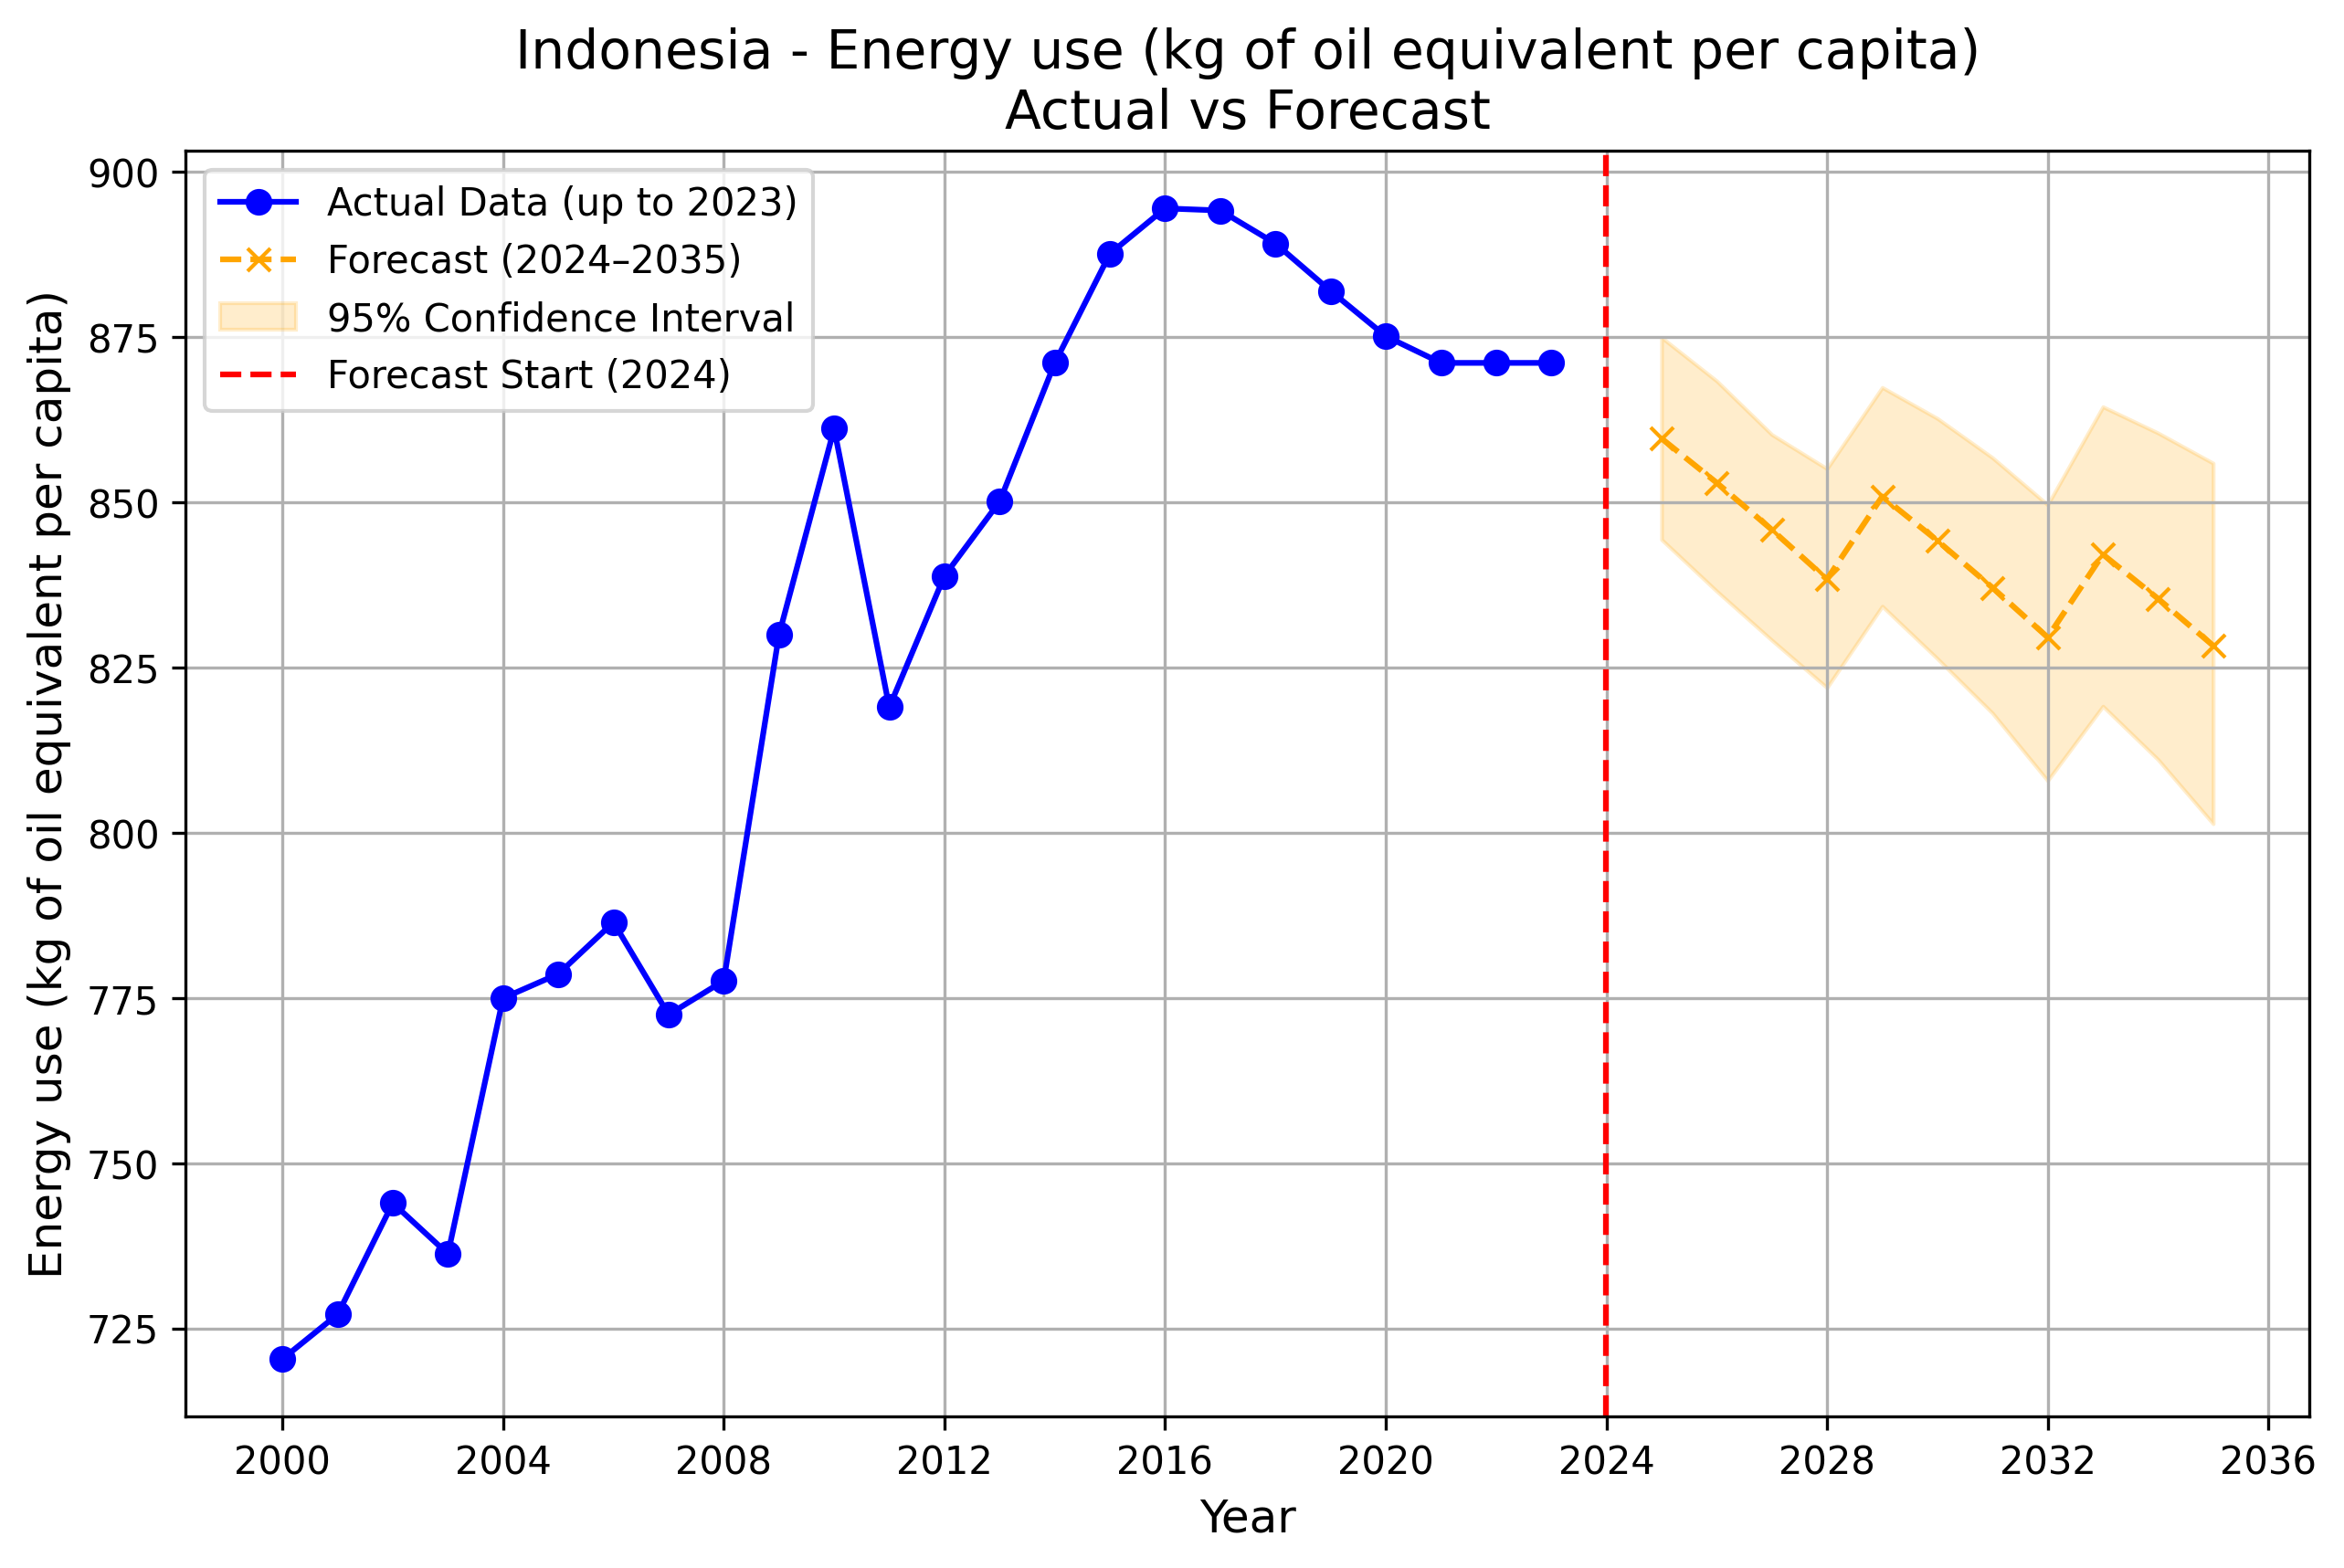 Indonesia - Energy use (kg of oil equivalent per capita)
Actual vs Forecast
Actual Data (up to 2023)
Forecast (2024–2035)
95% Confidence Interval
Forecast Start (2024)
Energy use (kg of oil equivalent per capita)
900
875
850
825
800
775
750
725
2000 2004 2008 2012 2016 2020 2024 2028 2032 2036
Year